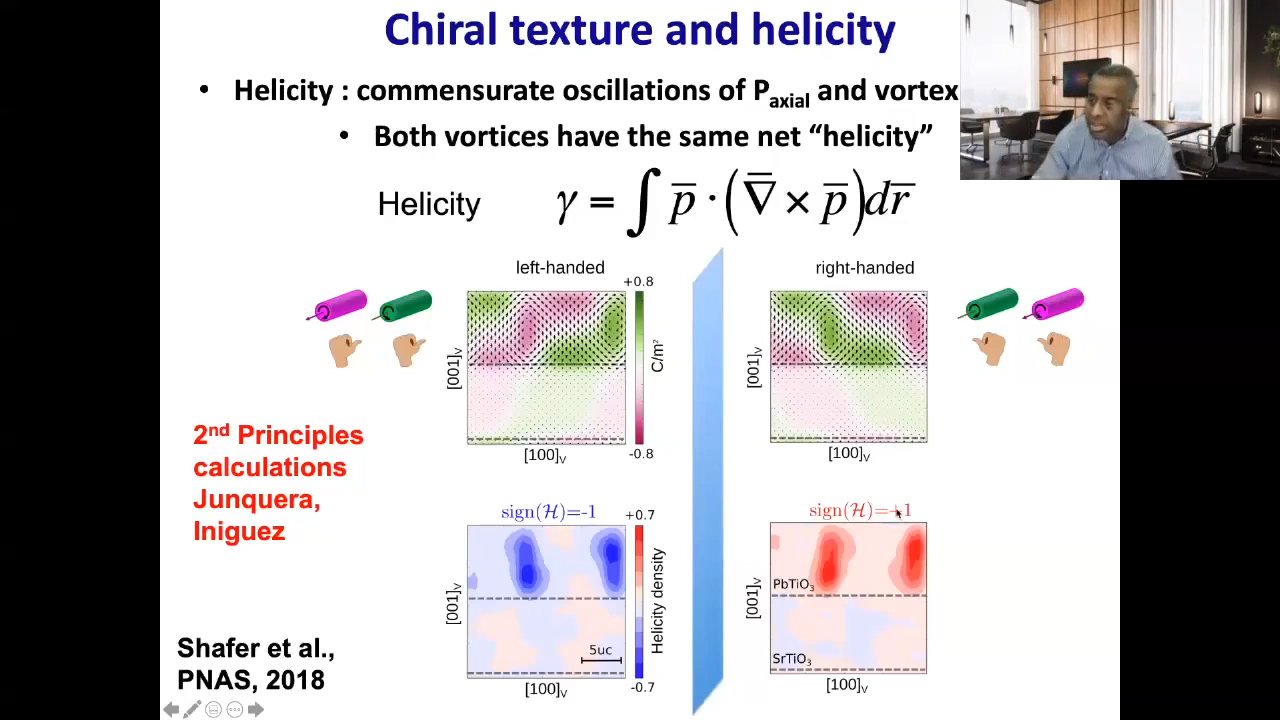 Chiral texture and helicity
• Helicity : commensurate oscillations of Paxial and vortex
• Both vortices have the same net “helicity”
Helicity γ = ∫ p̅ · (∇̅ × p̅) dr̅
left-handed
right-handed
+0.8
C/m²
-0.8
[001]V
[100]V
[001]V
[100]V
2nd Principles
calculations
Junquera,
Iniguez
sign(ℋ)=-1
sign(ℋ)=+1
+0.7
Helicity density
-0.7
[001]V
5uc
[100]V
[001]V
PbTiO3
SrTiO3
[100]V
Shafer et al.,
PNAS, 2018